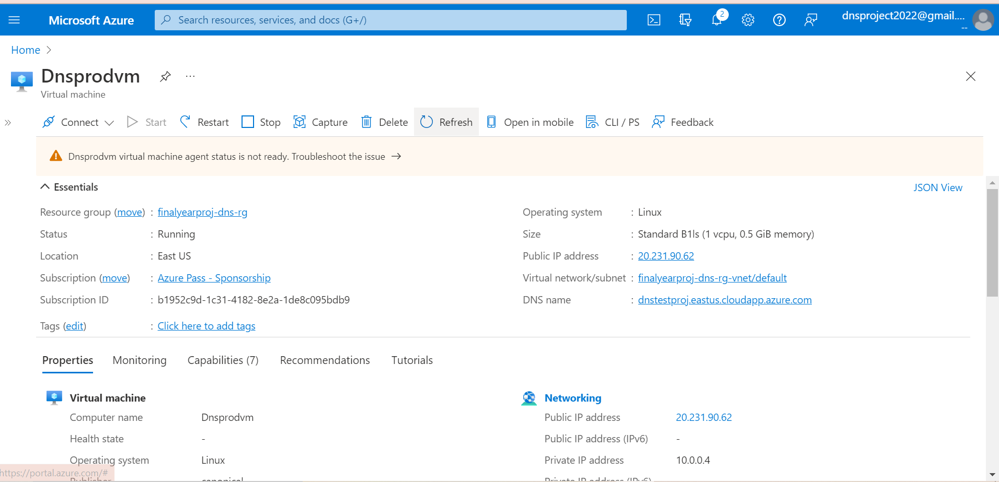 Microsoft Azure
Search resources, services, and docs (G+/)
2
dnsproject2022@gmail....
--
Home
Dnsprodvm
...
Virtual machine
Connect Start Restart Stop Capture Delete Refresh Open in mobile CLI / PS Feedback
Dnsprodvm virtual machine agent status is not ready. Troubleshoot the issue →
Essentials
JSON View
Resource group (move) : finalyearproj-dns-rg
Status : Running
Location : East US
Subscription (move) : Azure Pass - Sponsorship
Subscription ID : b1952c9d-1c31-4182-8e2a-1de8c095bdb9
Tags (edit) : Click here to add tags
Operating system : Linux
Size : Standard B1ls (1 vcpu, 0.5 GiB memory)
Public IP address : 20.231.90.62
Virtual network/subnet : finalyearproj-dns-rg-vnet/default
DNS name : dnstestproj.eastus.cloudapp.azure.com
Properties Monitoring Capabilities (7) Recommendations Tutorials
Virtual machine
Computer name Dnsprodvm
Health state -
Operating system Linux
Publisher canonical
Networking
Public IP address 20.231.90.62
Public IP address (IPv6) -
Private IP address 10.0.0.4
Private IP address (IPv6)
https://portal.azure.com/#